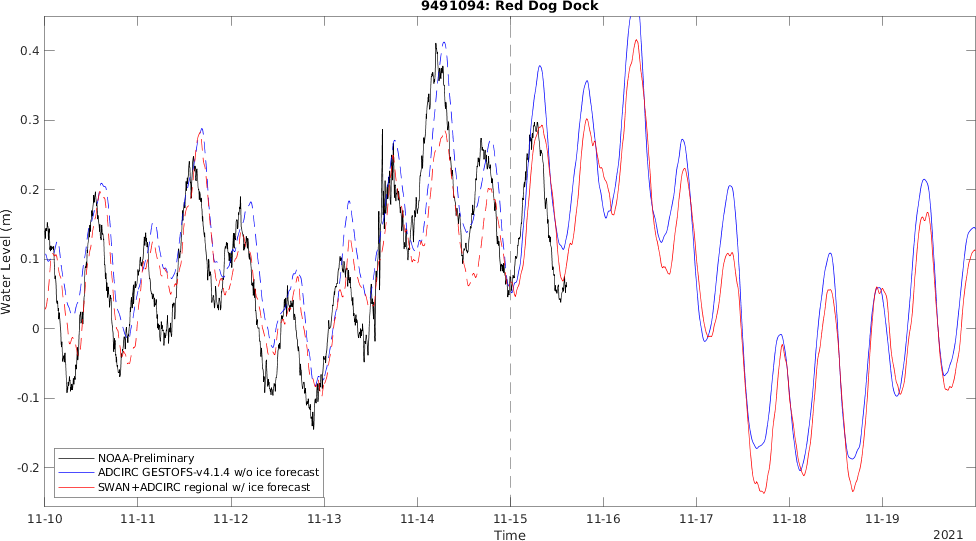 9491094: Red Dog Dock
Water Level (m)
0.4
0.3
0.2
0.1
0
-0.1
-0.2
NOAA-Preliminary
ADCIRC GESTOFS-v4.1.4 w/o ice forecast
SWAN+ADCIRC regional w/ ice forecast
11-10 11-11 11-12 11-13 11-14 11-15 11-16 11-17 11-18 11-19
Time
2021